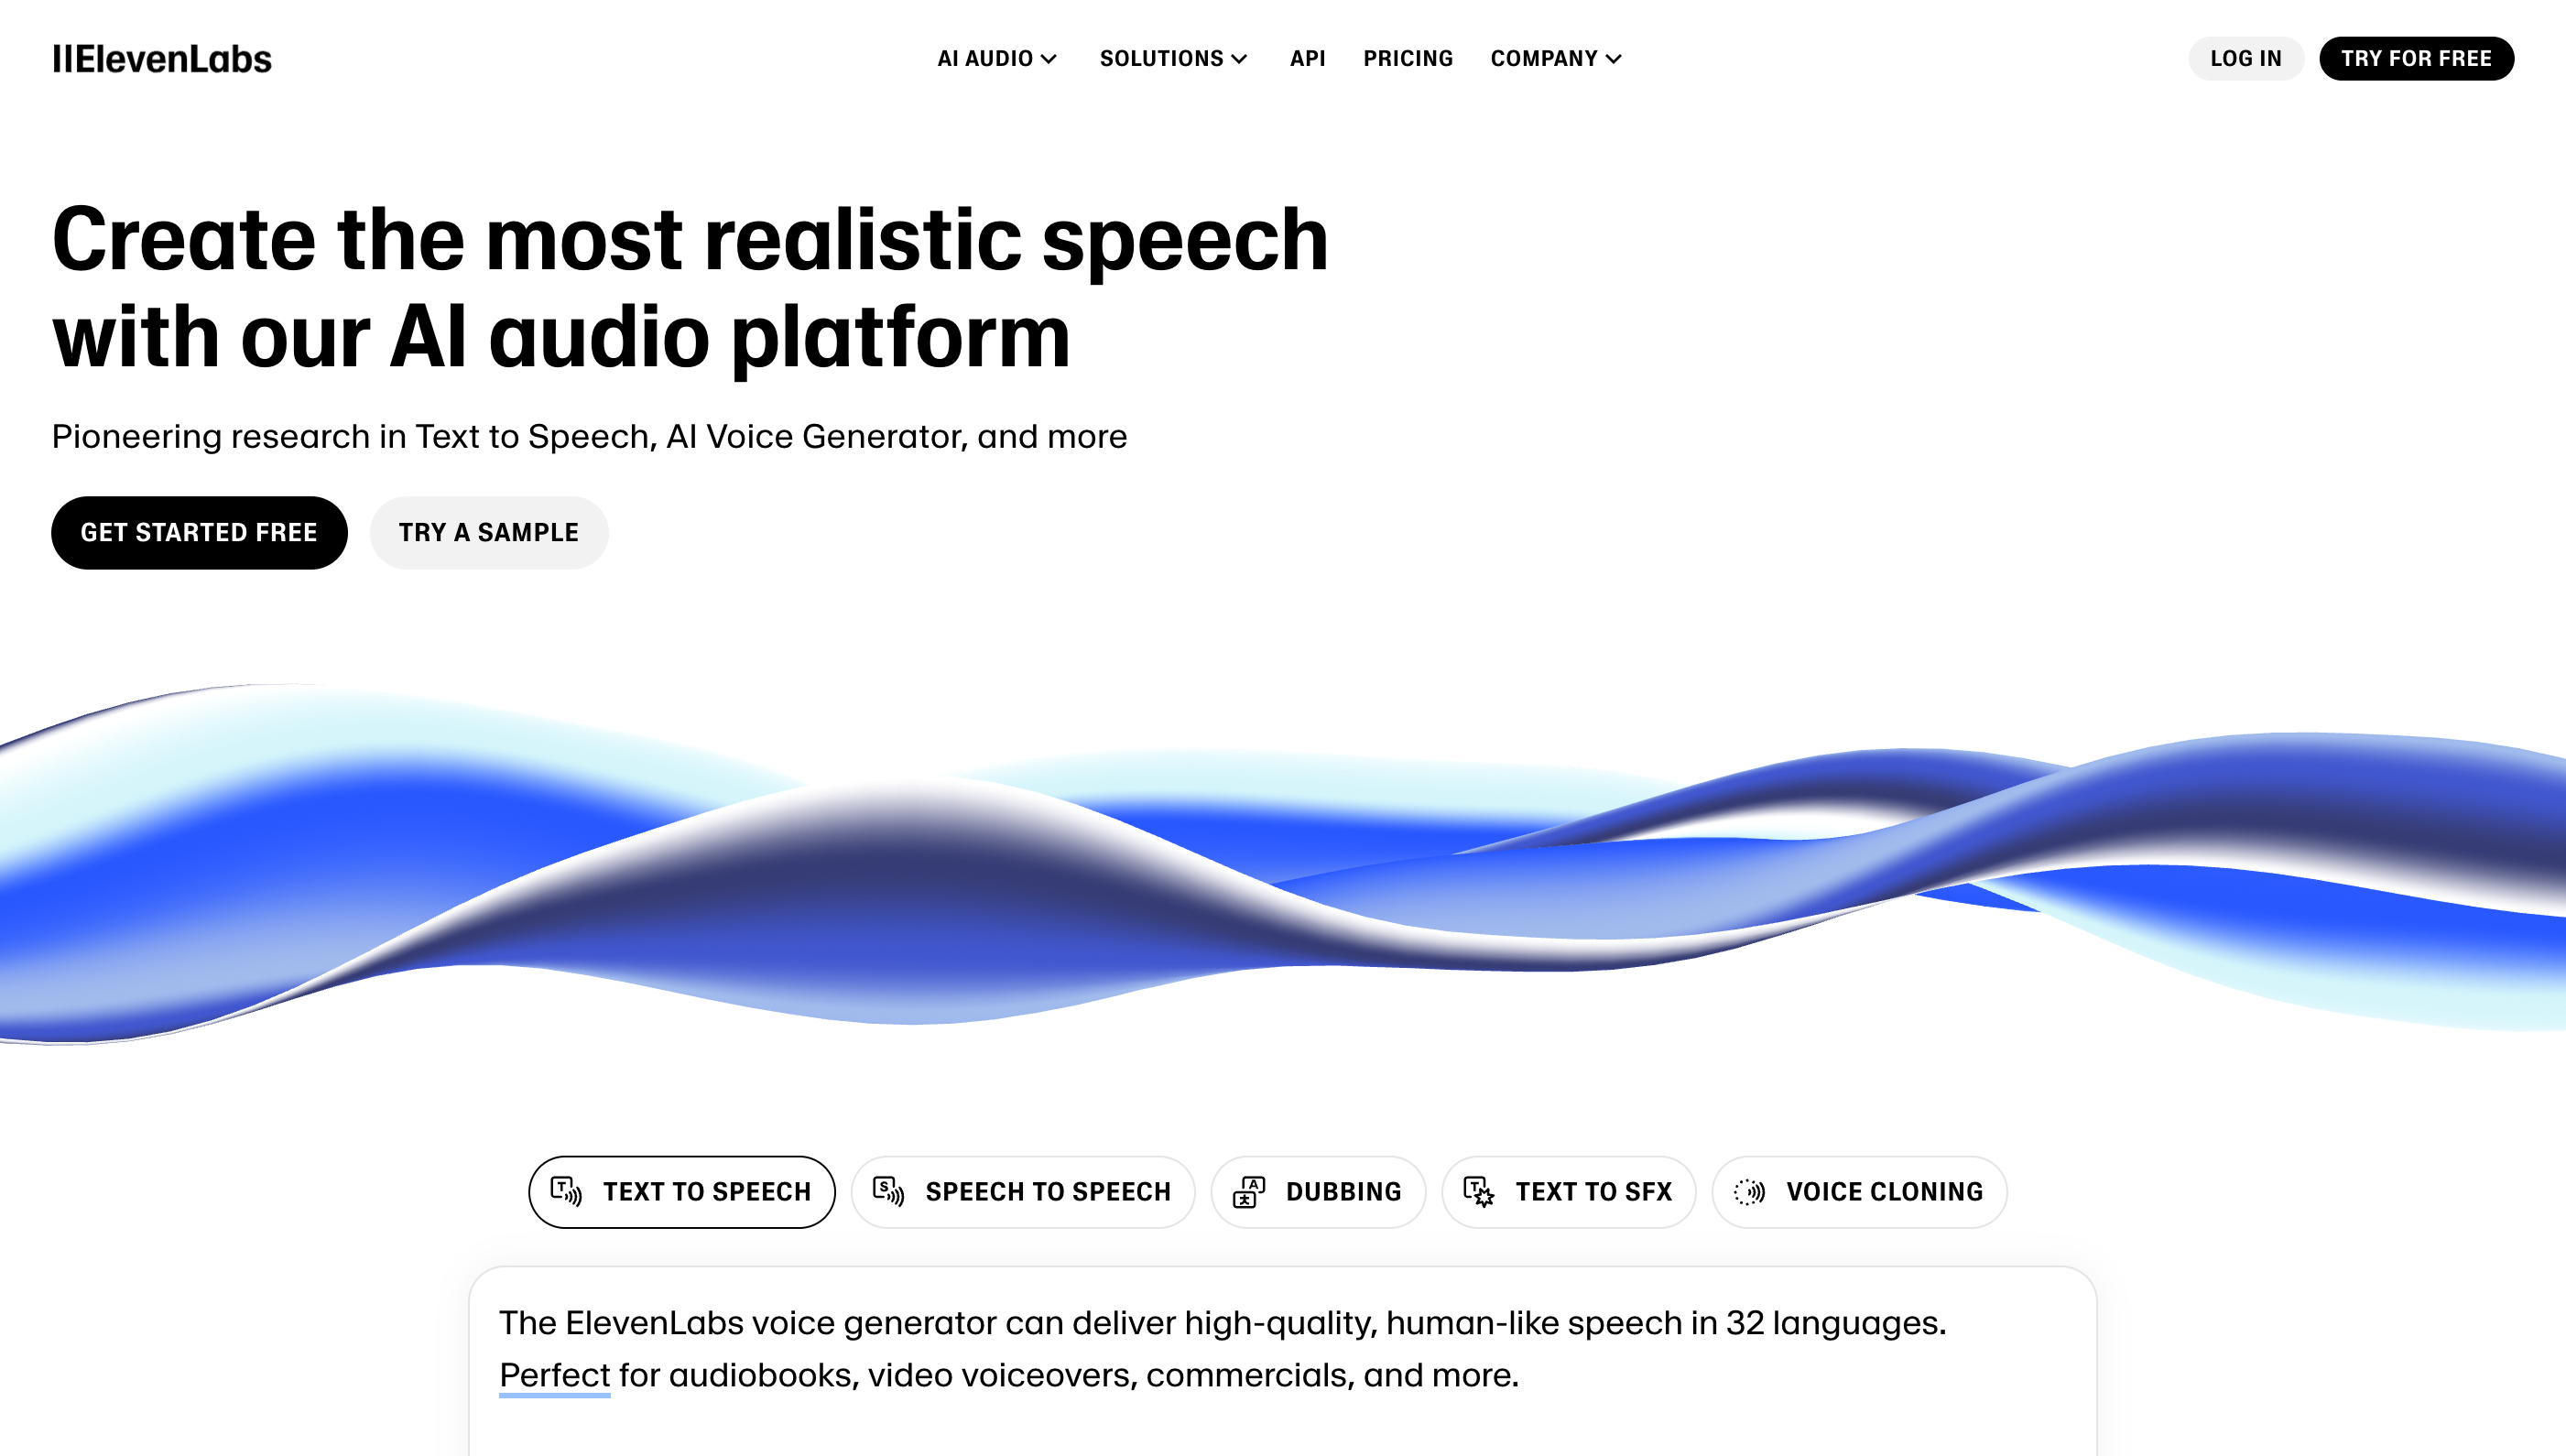 IIElevenLabs
AI AUDIO
SOLUTIONS
API
PRICING
COMPANY
LOG IN
TRY FOR FREE
Create the most realistic speech
with our AI audio platform
Pioneering research in Text to Speech, AI Voice Generator, and more
GET STARTED FREE
TRY A SAMPLE
TEXT TO SPEECH
SPEECH TO SPEECH
DUBBING
TEXT TO SFX
VOICE CLONING
The ElevenLabs voice generator can deliver high-quality, human-like speech in 32 languages.
Perfect for audiobooks, video voiceovers, commercials, and more.